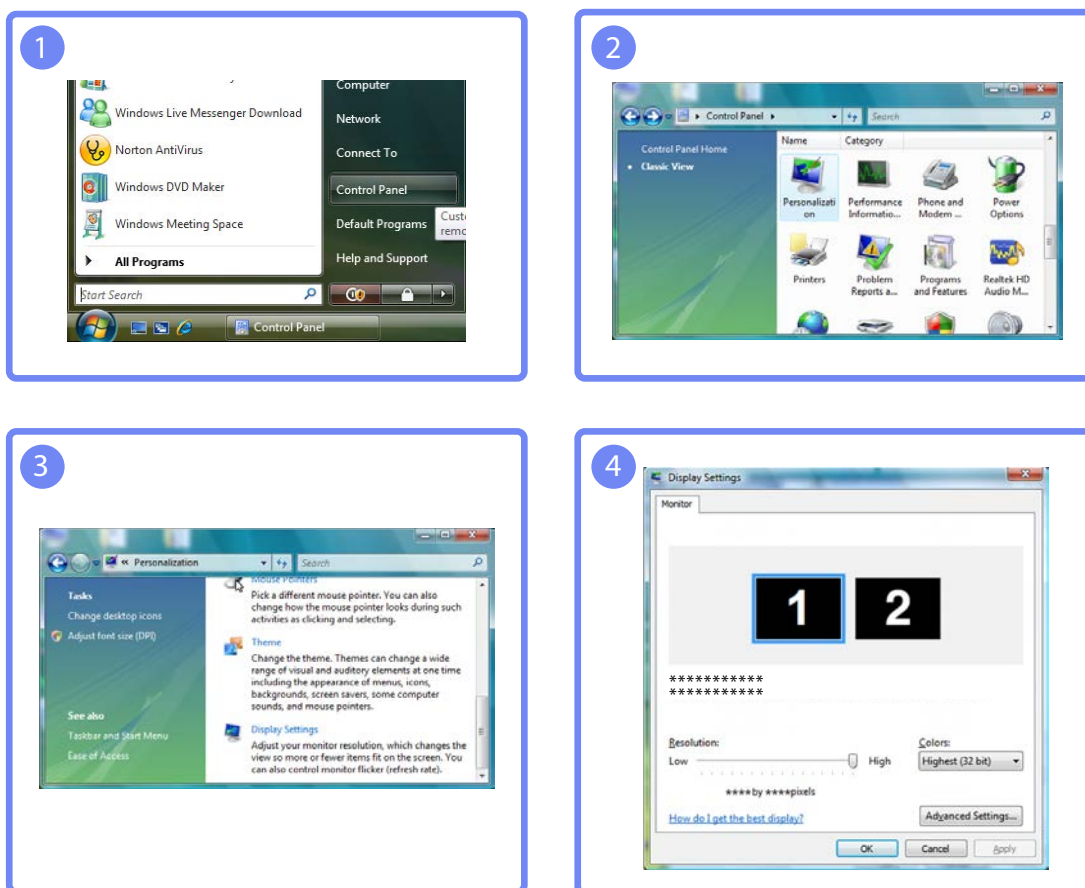 1
Computer
Windows Live Messenger Download
Network
Norton AntiVirus
Connect To
Windows DVD Maker
Control Panel
Windows Meeting Space
Default Programs
Cust
remo
All Programs
Help and Support
Start Search
Control Panel
2
Control Panel
Search
Control Panel Home
Classic View
Name Category
Personalizati
on
Performance
Informatio...
Phone and
Modem ...
Power
Options
Printers
Problem
Reports a...
Programs
and Features
Realtek HD
Audio M...
3
Personalization
Search
Tasks
Change desktop icons
Adjust font size (DPI)
See also
Taskbar and Start Menu
Ease of Access
Mouse Pointers
Pick a different mouse pointer. You can also
change how the mouse pointer looks during such
activities as clicking and selecting.
Theme
Change the theme. Themes can change a wide
range of visual and auditory elements at one time
including the appearance of menus, icons,
backgrounds, screen savers, some computer
sounds, and mouse pointers.
Display Settings
Adjust your monitor resolution, which changes the
view so more or fewer items fit on the screen. You
can also control monitor flicker (refresh rate).
4
Display Settings
Monitor
1 2
***********
***********
Resolution:
Low High
****by ****pixels
Colors:
Highest (32 bit)
How do I get the best display?
Advanced Settings...
OK Cancel Apply